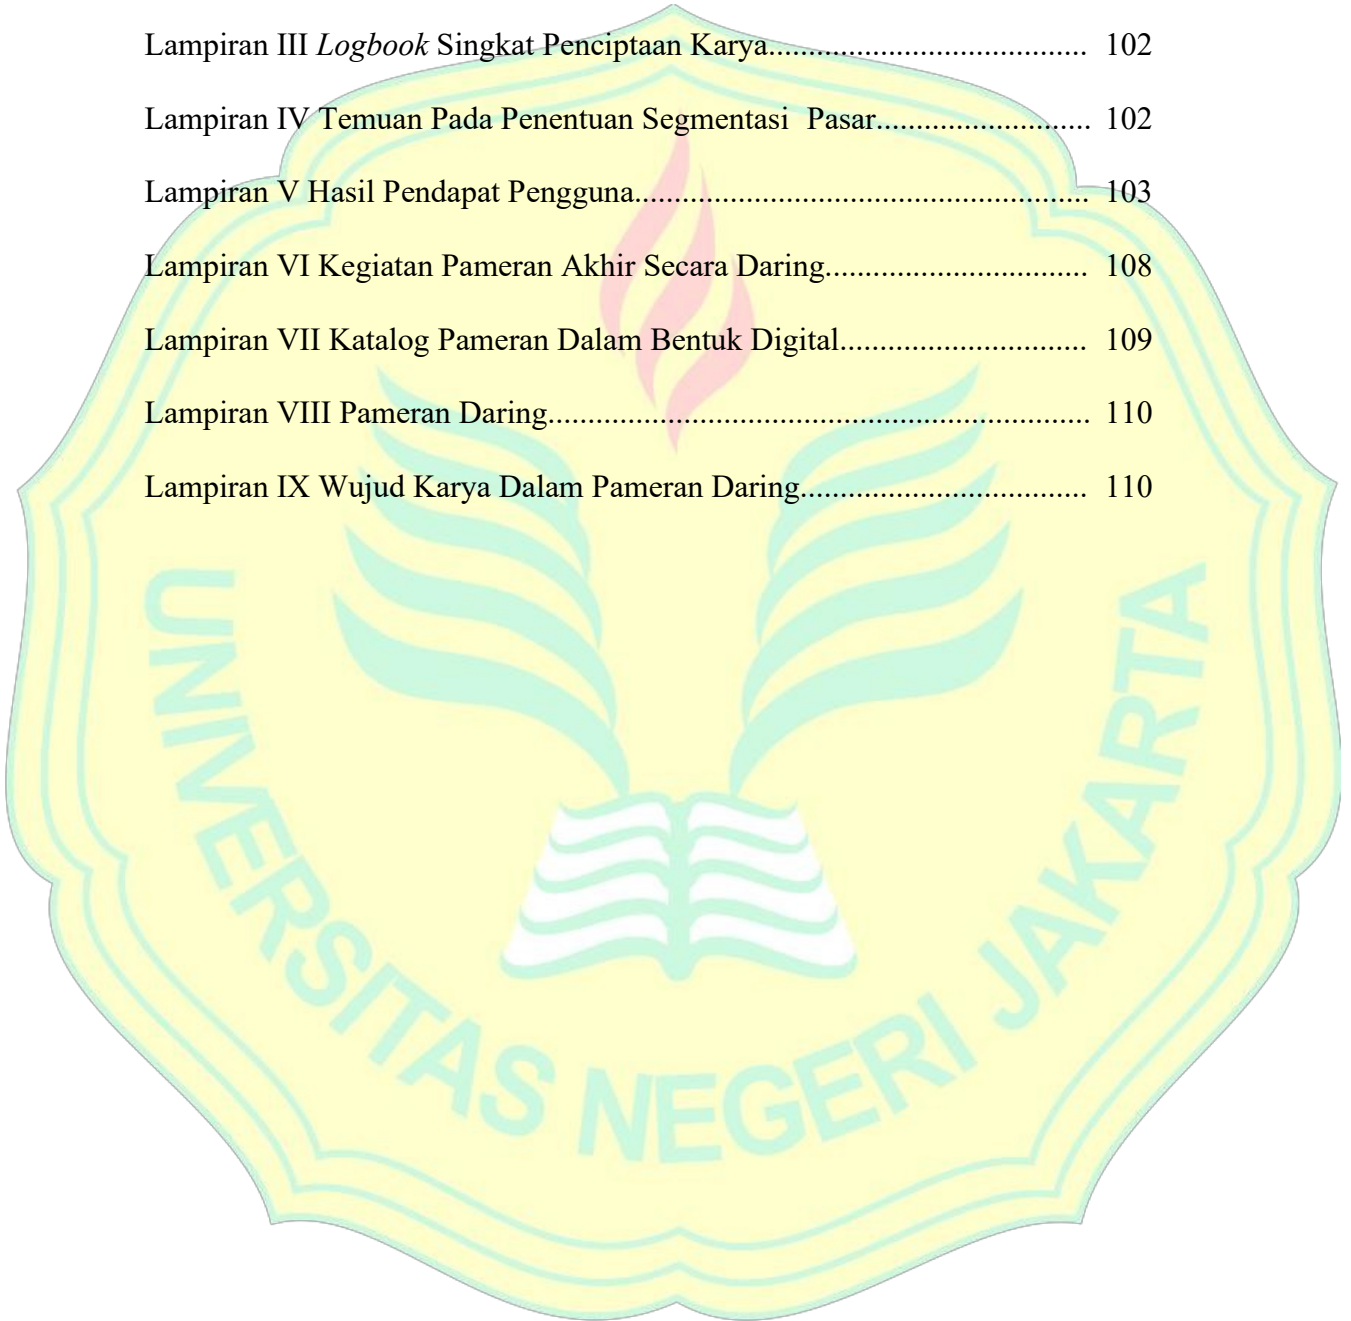 Lampiran III Logbook Singkat Penciptaan Karya................................... 102
Lampiran IV Temuan Pada Penentuan Segmentasi  Pasar........................ 102
Lampiran V Hasil Pendapat Pengguna.................................................. 103
Lampiran VI Kegiatan Pameran Akhir Secara Daring............................. 108
Lampiran VII Katalog Pameran Dalam Bentuk Digital........................... 109
Lampiran VIII Pameran Daring............................................................ 110
Lampiran IX Wujud Karya Dalam Pameran Daring................................ 110
UNIVERSITAS NEGERI JAKARTA